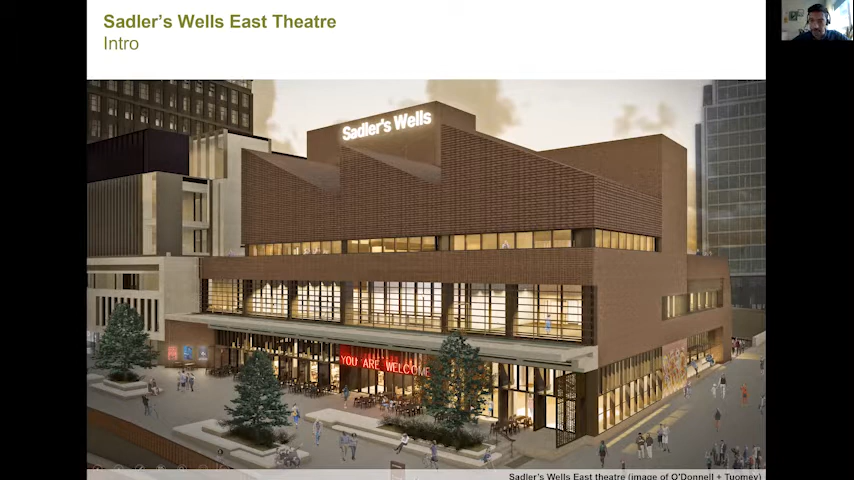 Sadler's Wells East Theatre
Intro
Sadler's Wells
YOU ARE WELCOME
Sadler's Wells East theatre (image of O'Donnell + Tuomey)